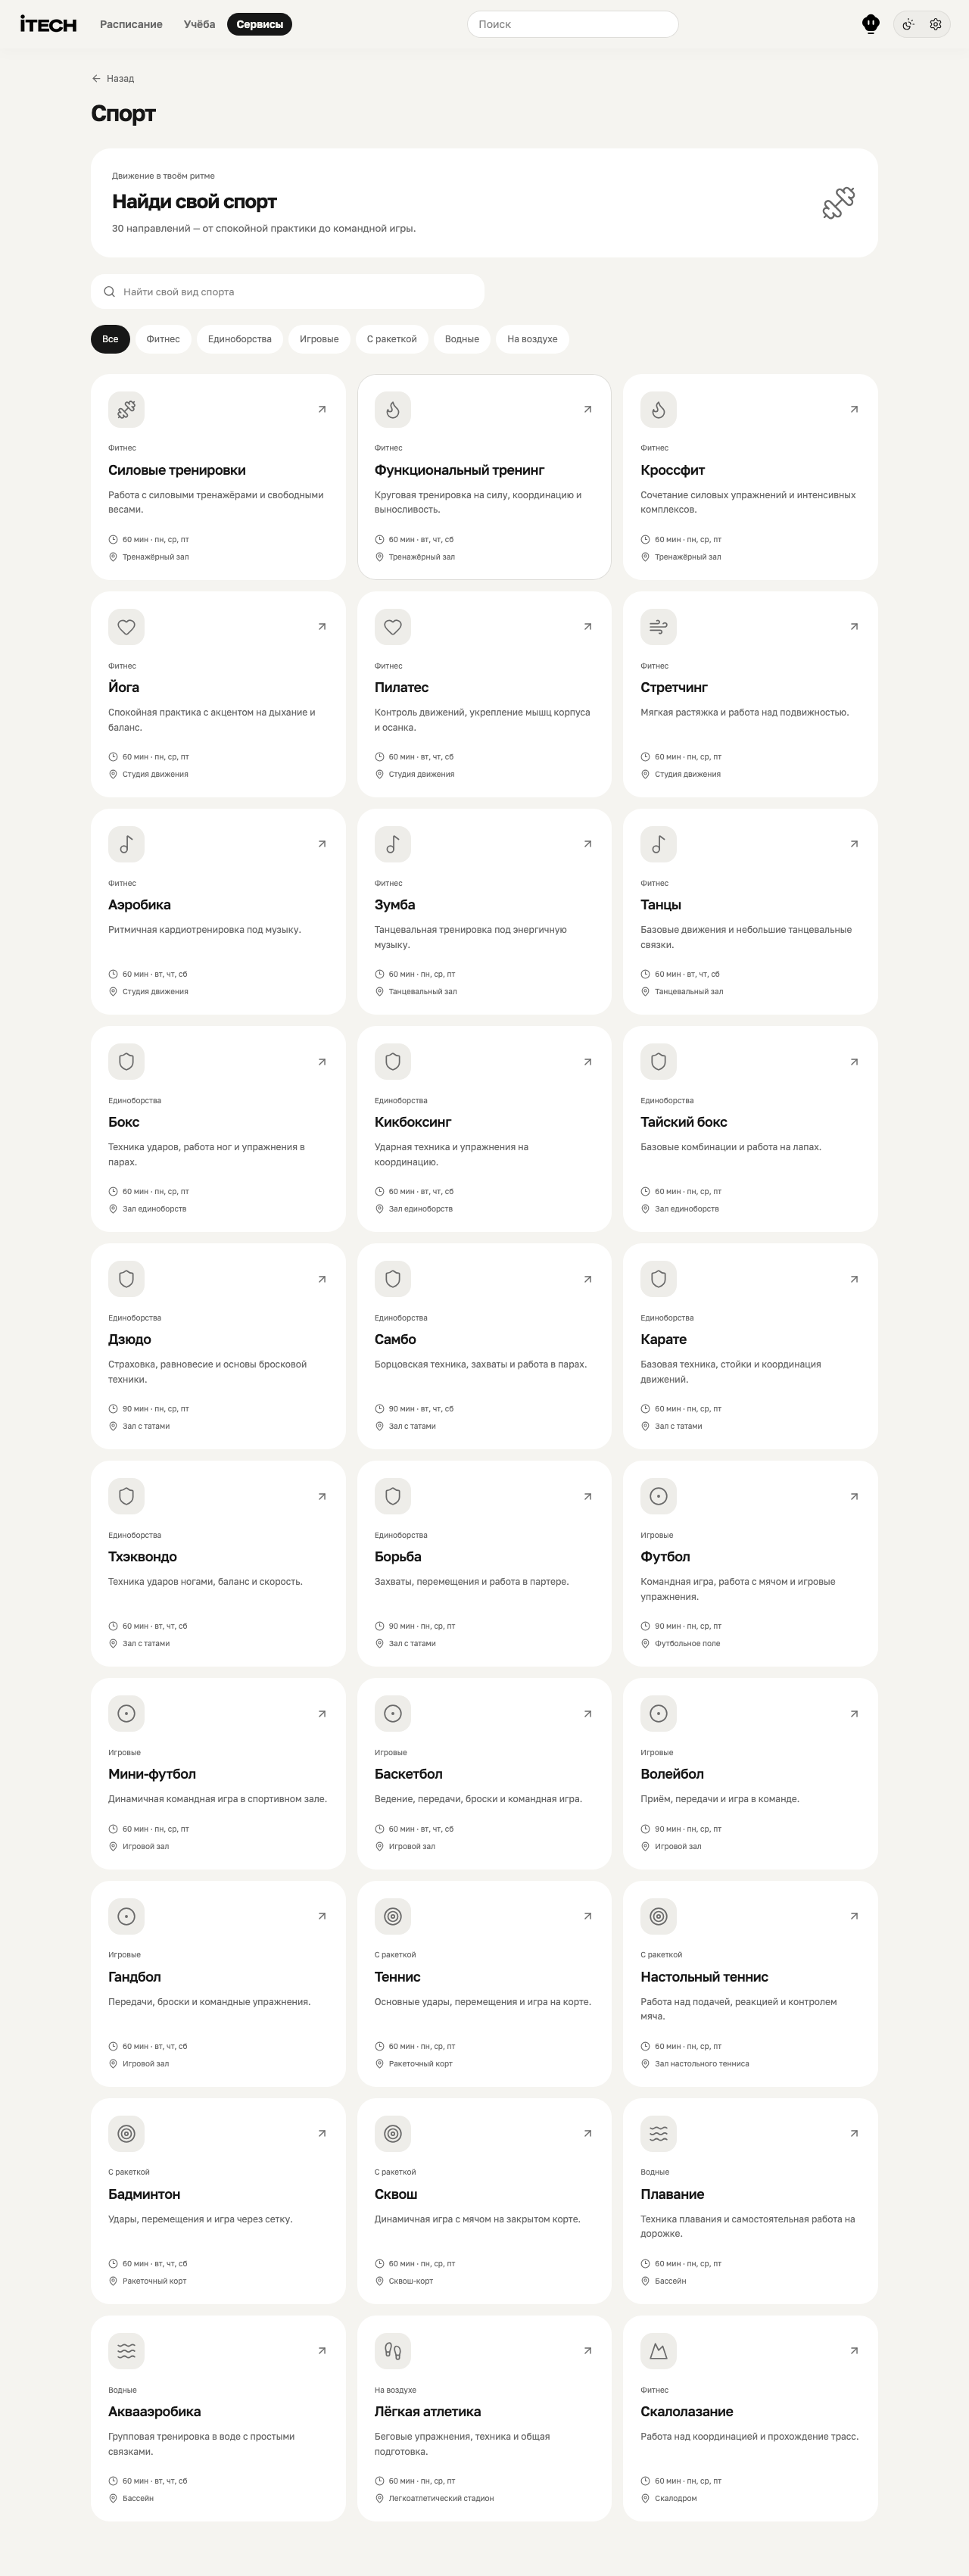 iTECH Расписание Учёба Сервисы Поиск
Назад
Спорт
Движение в твоём ритме
Найди свой спорт
30 направлений — от спокойной практики до командной игры.
Найти свой вид спорта
Все Фитнес Единоборства Игровые С ракеткой Водные На воздухе
Фитнес
Силовые тренировки
Работа с силовыми тренажёрами и свободными
весами.
60 мин · пн, ср, пт
Тренажёрный зал
Фитнес
Функциональный тренинг
Круговая тренировка на силу, координацию и
выносливость.
60 мин · вт, чт, сб
Тренажёрный зал
Фитнес
Кроссфит
Сочетание силовых упражнений и интенсивных
комплексов.
60 мин · пн, ср, пт
Тренажёрный зал
Фитнес
Йога
Спокойная практика с акцентом на дыхание и
баланс.
60 мин · пн, ср, пт
Студия движения
Фитнес
Пилатес
Контроль движений, укрепление мышц корпуса
и осанка.
60 мин · вт, чт, сб
Студия движения
Фитнес
Стретчинг
Мягкая растяжка и работа над подвижностью.
60 мин · пн, ср, пт
Студия движения
Фитнес
Аэробика
Ритмичная кардиотренировка под музыку.
60 мин · вт, чт, сб
Студия движения
Фитнес
Зумба
Танцевальная тренировка под энергичную
музыку.
60 мин · пн, ср, пт
Танцевальный зал
Фитнес
Танцы
Базовые движения и небольшие танцевальные
связки.
60 мин · вт, чт, сб
Танцевальный зал
Единоборства
Бокс
Техника ударов, работа ног и упражнения в
парах.
60 мин · пн, ср, пт
Зал единоборств
Единоборства
Кикбоксинг
Ударная техника и упражнения на
координацию.
60 мин · вт, чт, сб
Зал единоборств
Единоборства
Тайский бокс
Базовые комбинации и работа на лапах.
60 мин · пн, ср, пт
Зал единоборств
Единоборства
Дзюдо
Страховка, равновесие и основы бросковой
техники.
90 мин · пн, ср, пт
Зал с татами
Единоборства
Самбо
Борцовская техника, захваты и работа в парах.
90 мин · вт, чт, сб
Зал с татами
Единоборства
Карате
Базовая техника, стойки и координация
движений.
60 мин · пн, ср, пт
Зал с татами
Единоборства
Тхэквондо
Техника ударов ногами, баланс и скорость.
60 мин · вт, чт, сб
Зал с татами
Единоборства
Борьба
Захваты, перемещения и работа в партере.
90 мин · пн, ср, пт
Зал с татами
Игровые
Футбол
Командная игра, работа с мячом и игровые
упражнения.
90 мин · пн, ср, пт
Футбольное поле
Игровые
Мини-футбол
Динамичная командная игра в спортивном зале.
60 мин · пн, ср, пт
Игровой зал
Игровые
Баскетбол
Ведение, передачи, броски и командная игра.
60 мин · вт, чт, сб
Игровой зал
Игровые
Волейбол
Приём, передачи и игра в команде.
90 мин · пн, ср, пт
Игровой зал
Игровые
Гандбол
Передачи, броски и командные упражнения.
60 мин · вт, чт, сб
Игровой зал
С ракеткой
Теннис
Основные удары, перемещения и игра на корте.
60 мин · пн, ср, пт
Ракеточный корт
С ракеткой
Настольный теннис
Работа над подачей, реакцией и контролем
мяча.
60 мин · пн, ср, пт
Зал настольного тенниса
С ракеткой
Бадминтон
Удары, перемещения и игра через сетку.
60 мин · вт, чт, сб
Ракеточный корт
С ракеткой
Сквош
Динамичная игра с мячом на закрытом корте.
60 мин · пн, ср, пт
Сквош-корт
Водные
Плавание
Техника плавания и самостоятельная работа на
дорожке.
60 мин · пн, ср, пт
Бассейн
Водные
Аквааэробика
Групповая тренировка в воде с простыми
связками.
60 мин · вт, чт, сб
Бассейн
На воздухе
Лёгкая атлетика
Беговые упражнения, техника и общая
подготовка.
60 мин · пн, ср, пт
Легкоатлетический стадион
Фитнес
Скалолазание
Работа над координацией и прохождение трасс.
60 мин · пн, ср, пт
Скалодром